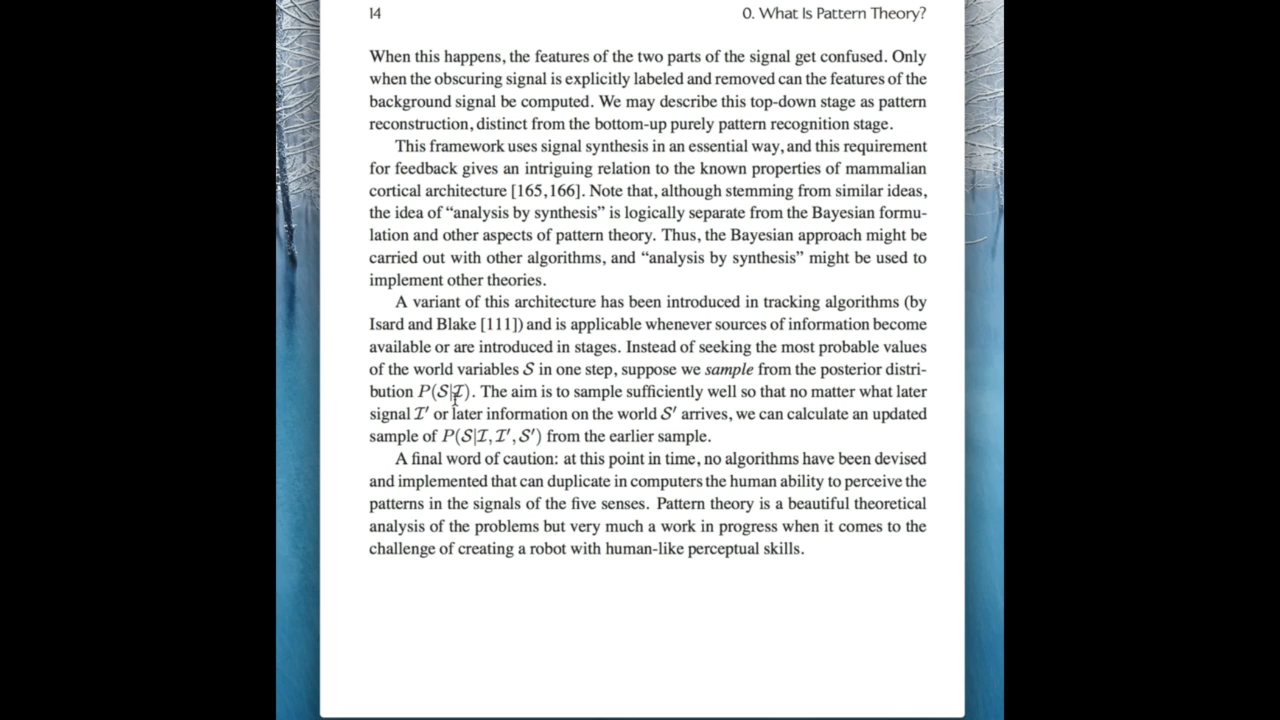 14
0. What Is Pattern Theory?
When this happens, the features of the two parts of the signal get confused. Only
when the obscuring signal is explicitly labeled and removed can the features of the
background signal be computed. We may describe this top-down stage as pattern
reconstruction, distinct from the bottom-up purely pattern recognition stage.
This framework uses signal synthesis in an essential way, and this requirement
for feedback gives an intriguing relation to the known properties of mammalian
cortical architecture [165,166]. Note that, although stemming from similar ideas,
the idea of “analysis by synthesis” is logically separate from the Bayesian formu-
lation and other aspects of pattern theory. Thus, the Bayesian approach might be
carried out with other algorithms, and “analysis by synthesis” might be used to
implement other theories.
A variant of this architecture has been introduced in tracking algorithms (by
Isard and Blake [111]) and is applicable whenever sources of information become
available or are introduced in stages. Instead of seeking the most probable values
of the world variables S in one step, suppose we sample from the posterior distri-
bution P(S|I). The aim is to sample sufficiently well so that no matter what later
signal I′ or later information on the world S′ arrives, we can calculate an updated
sample of P(S|I, I′, S′) from the earlier sample.
A final word of caution: at this point in time, no algorithms have been devised
and implemented that can duplicate in computers the human ability to perceive the
patterns in the signals of the five senses. Pattern theory is a beautiful theoretical
analysis of the problems but very much a work in progress when it comes to the
challenge of creating a robot with human-like perceptual skills.